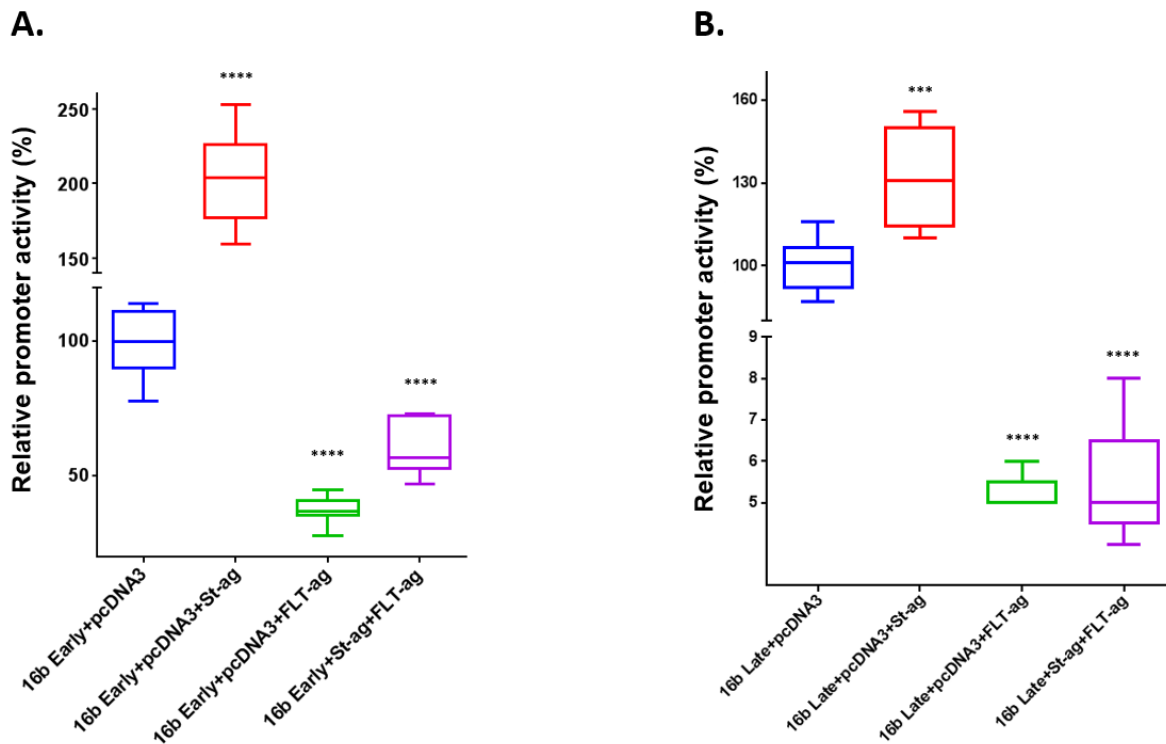 A.
Relative promoter activity (%)
250
200
150
100
50
****
****
****
16b Early+pcDNA3
16b Early+pcDNA3+St-ag
16b Early+pcDNA3+FLT-ag
16b Early+St-ag+FLT-ag
B.
Relative promoter activity (%)
160
130
100
9
8
7
6
5
***
****
****
16b Late+pcDNA3
16b Late+pcDNA3+St-ag
16b Late+pcDNA3+FLT-ag
16b Late+St-ag+FLT-ag